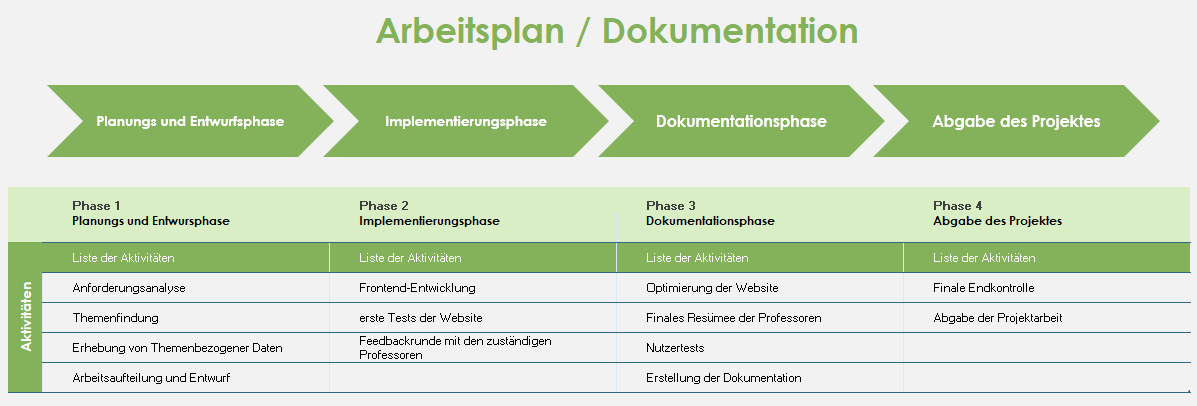 Arbeitsplan / Dokumentation
Planungs und Entwurfsphase
Implementierungsphase
Dokumentationsphase
Abgabe des Projektes
Phase 1
Planungs und Entwursphase
Phase 2
Implementierungsphase
Phase 3
Dokumentationsphase
Phase 4
Abgabe des Projektes
Aktivitäten
Liste der Aktivitäten
Liste der Aktivitäten
Liste der Aktivitäten
Liste der Aktivitäten
Anforderungsanalyse
Frontend-Entwicklung
Optimierung der Website
Finale Endkontrolle
Themenfindung
erste Tests der Website
Finales Resümee der Professoren
Abgabe der Projektarbeit
Erhebung von Themenbezogener Daten
Feedbackrunde mit den zuständigen
Professoren
Nutzertests
Arbeitsaufteilung und Entwurf
Erstellung der Dokumentation